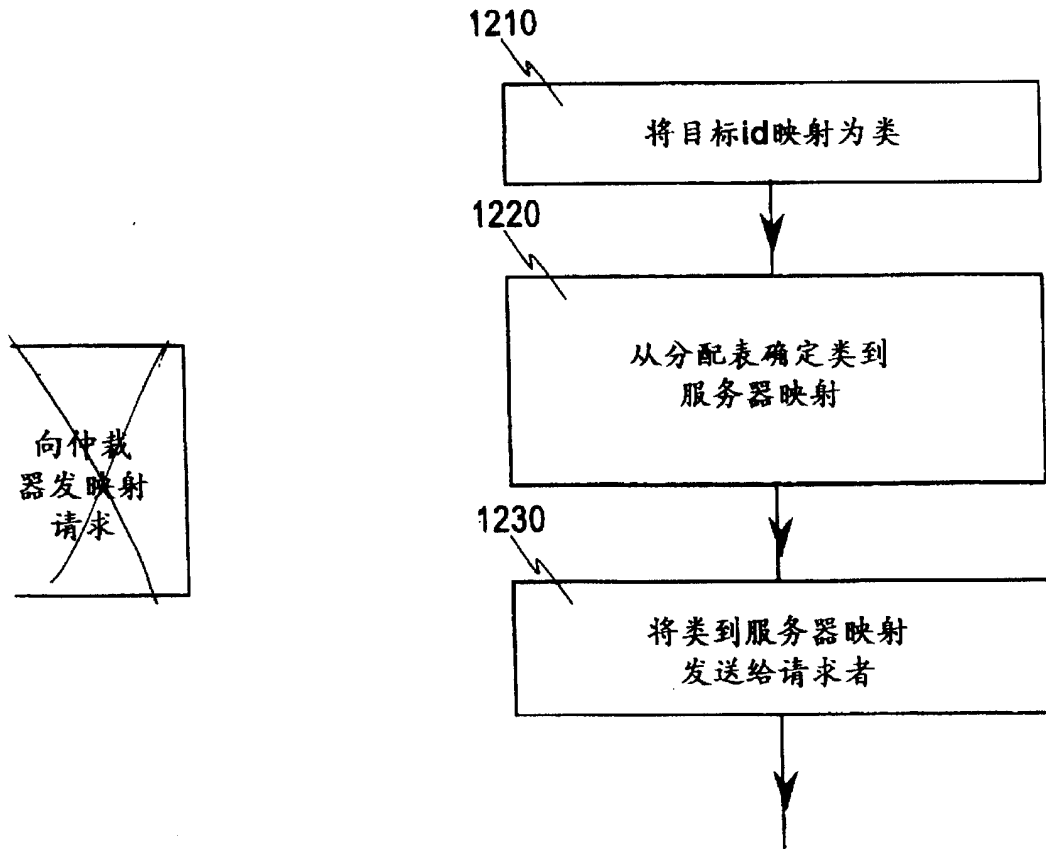 1210
将目标id映射为类
1220
从分配表确定类到
服务器映射
向仲裁
器发映射
请求
1230
将类到服务器映射
发送给请求者